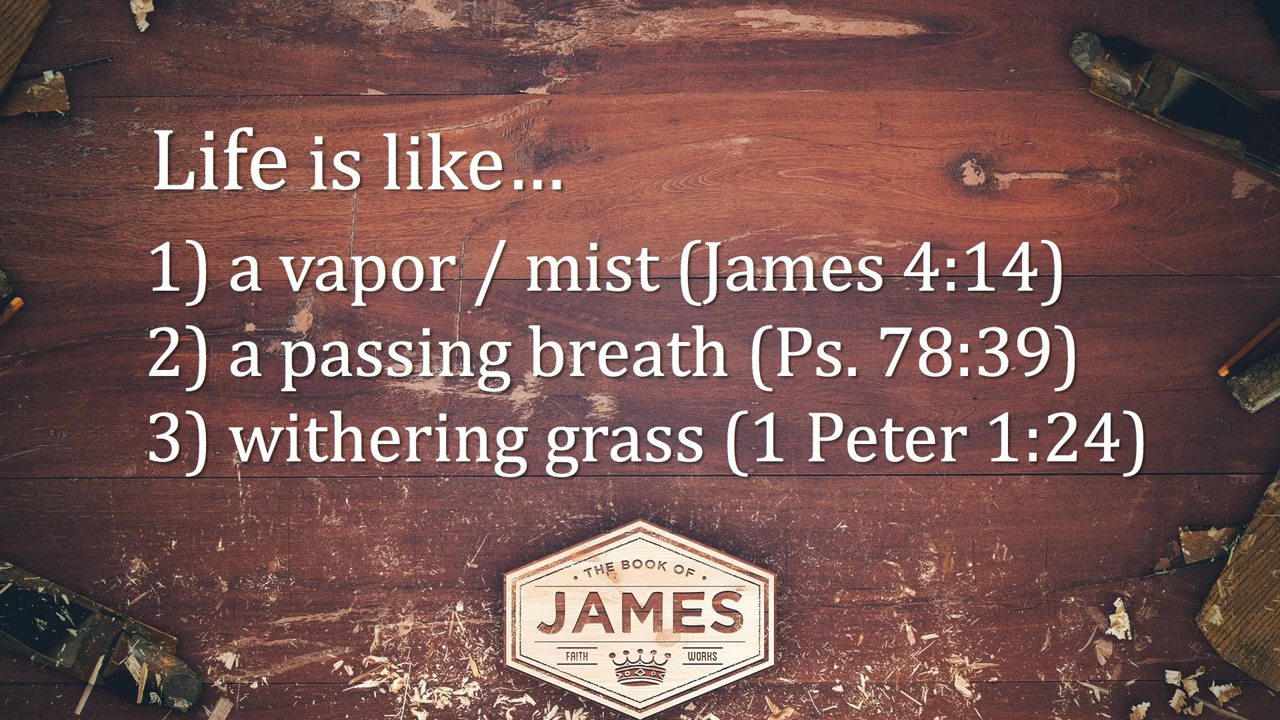 Life is like...
1) a vapor / mist (James 4:14)
2) a passing breath (Ps. 78:39)
3) withering grass (1 Peter 1:24)
• THE BOOK OF •
JAMES
FAITH WORKS